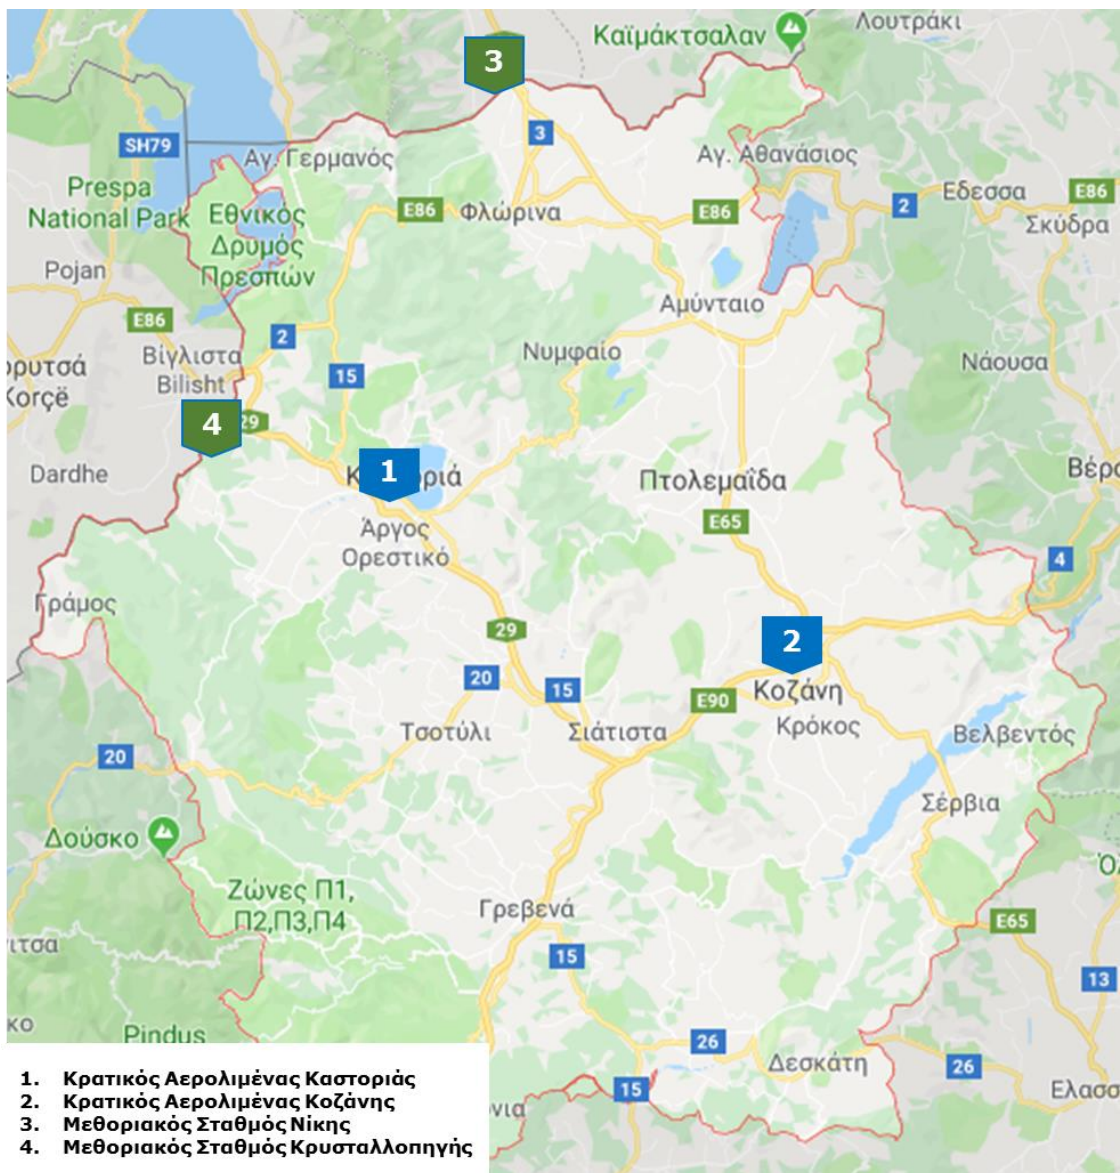 Λουτράκι
Καϊμάκτσαλαν
3
3
SH79
Αγ. Γερμανός
Αγ. Αθανάσιος
Prespa
National Park
Εθνικός
Δρυμός
Πρεσπών
E86
Φλώρινα
E86
2
Εδεσσα
E86
Σκύδρα
Pojan
E86
Αμύνταιο
2
Βίγλιστα
Bilisht
Νυμφαίο
15
Νάουσα
ορυτσά
Korçë
4
29
Dardhe
1
Πτολεμαΐδα
Βέρο
E65
Άργος
Ορεστικό
4
Γράμος
29
2
20
15
E90
Κοζάνη
Κρόκος
Τσοτύλι
Σιάτιστα
Βελβεντός
20
Σέρβια
Δούσκο
Ζώνες Π1,
Π2,Π3,Π4
Γρεβενά
E65
15
13
Pindus
26
Δεσκάτη
26
15
Ελασσ
1. Κρατικός Αερολιμένας Καστοριάς
2. Κρατικός Αερολιμένας Κοζάνης
3. Μεθοριακός Σταθμός Νίκης
4. Μεθοριακός Σταθμός Κρυσταλλοπηγής